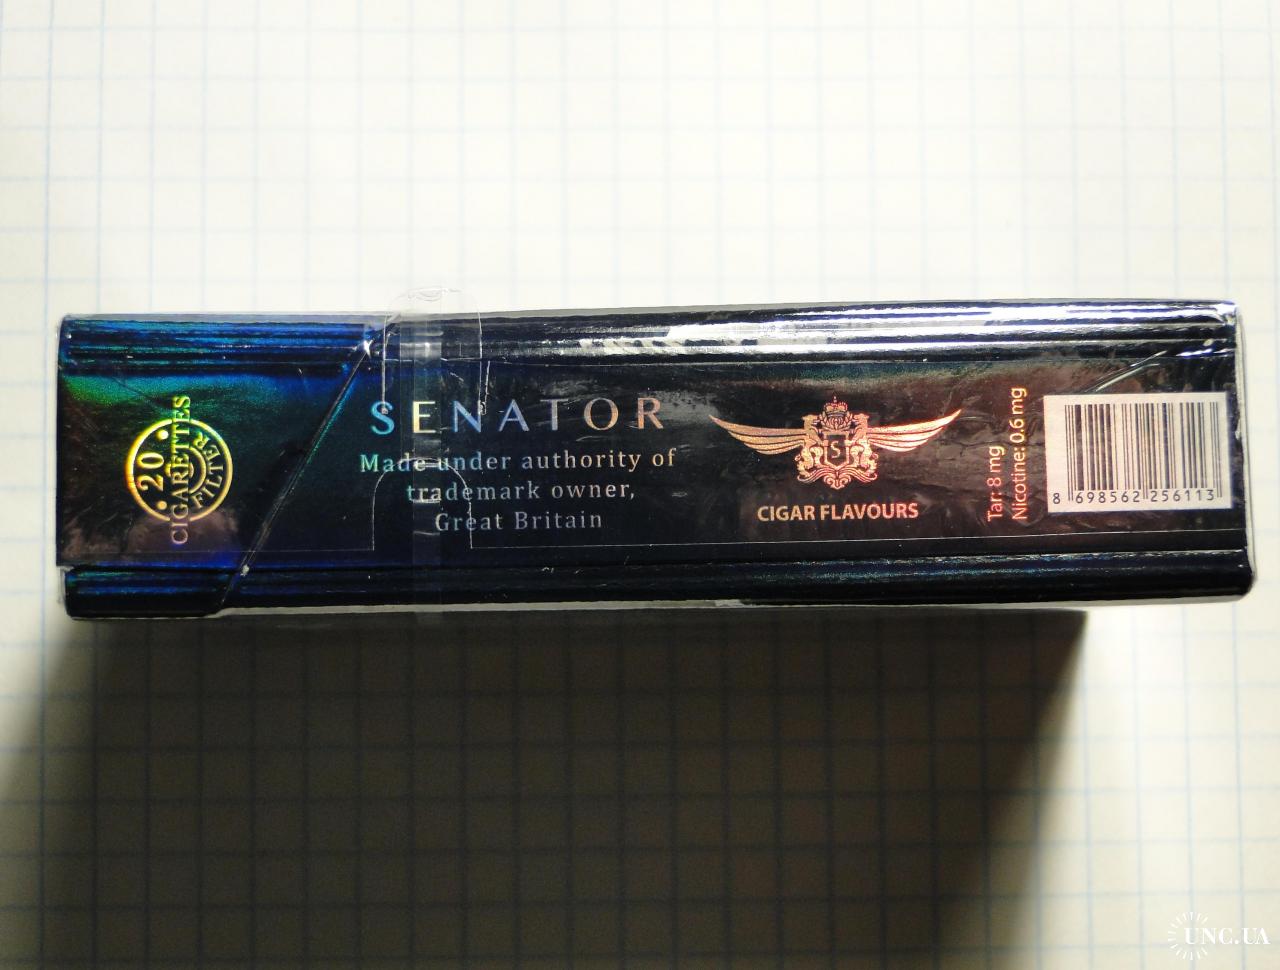 20
CIGARETTES
FILTER
SENATOR
Made under authority of
trademark owner,
Great Britain
S
CIGAR FLAVOURS
Tar: 8 mg
Nicotine: 0.6 mg
8 698562 256113
UNC.UA